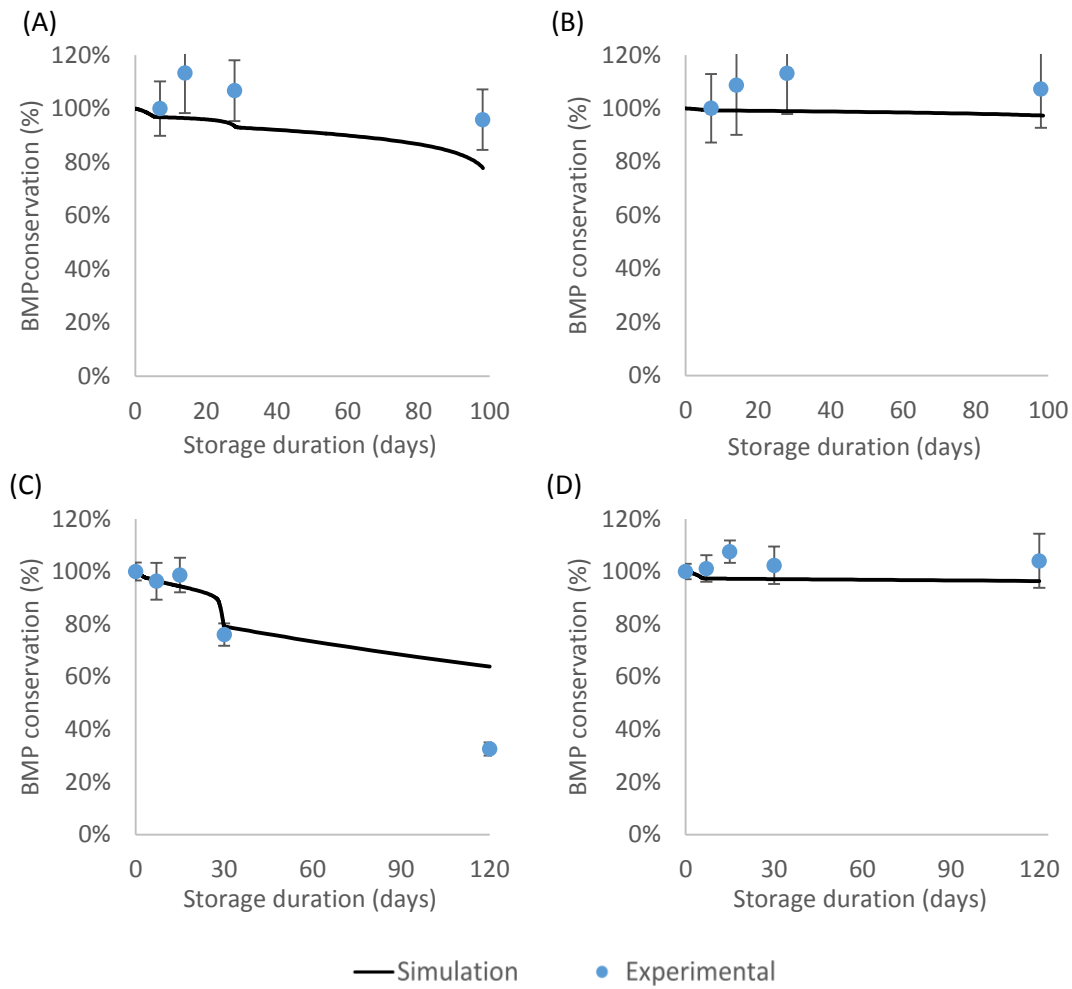 (A)
120%
100%
80%
60%
40%
20%
0%
BMPconservation (%)
0 20 40 60 80 100
Storage duration (days)
(B)
120%
100%
80%
60%
40%
20%
0%
BMP conservation (%)
0 20 40 60 80 100
Storage duration (days)
(C)
120%
100%
80%
60%
40%
20%
0%
BMP conservation (%)
0 30 60 90 120
Storage duration (days)
(D)
120%
100%
80%
60%
40%
20%
0%
BMP conservation (%)
0 30 60 90 120
Storage duration (days)
Simulation Experimental